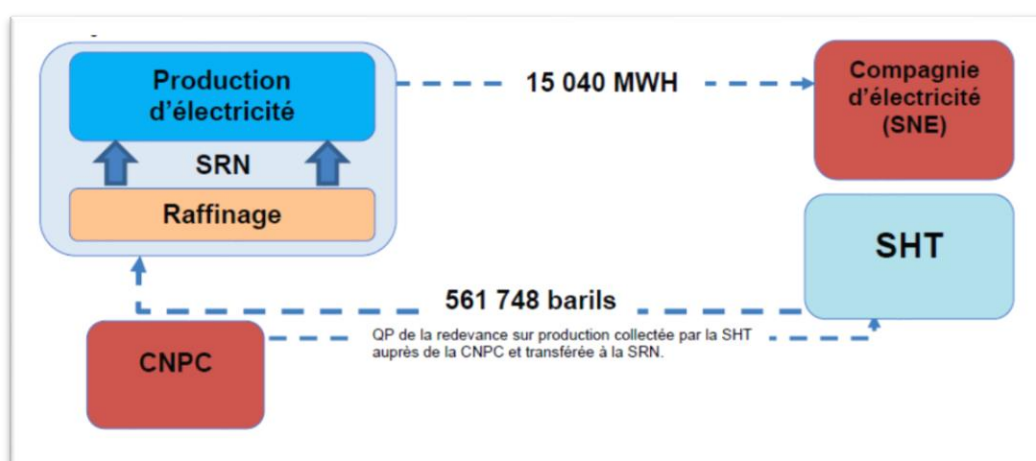 Production
d'électricité
15 040 MWH
Compagnie
d'électricité
(SNE)
SRN
Raffinage
SHT
561 748 barils
QP de la redevance sur production collectée par la SHT
auprès de la CNPC et transférée à la SRN.
CNPC